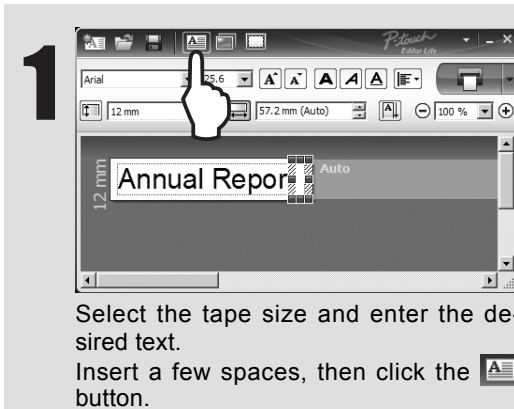 1
P-touch
Editor Lite
Arial
25.6
A A A A A
12 mm
57.2 mm (Auto)
A
100 %
12 mm
Annual Repor
Auto
Select the tape size and enter the de-
sired text.
Insert a few spaces, then click the A
button.